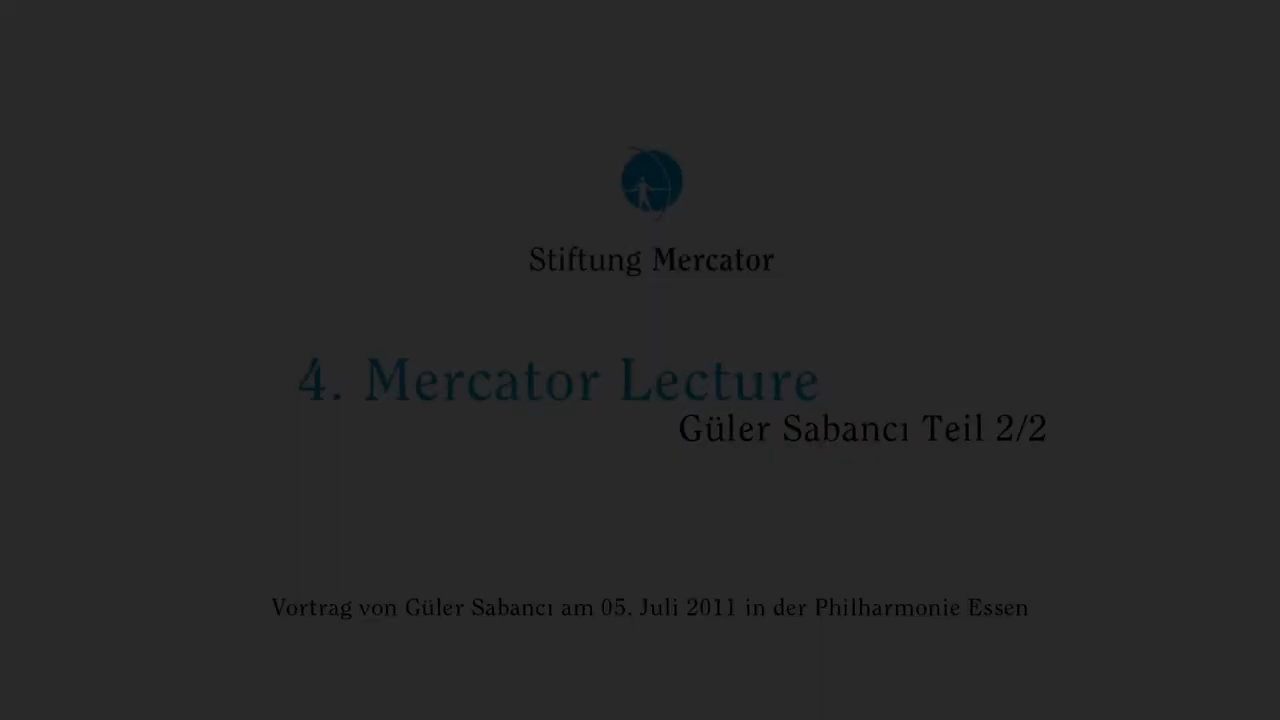 Stiftung Mercator
4. Mercator Lecture
Güler Sabancı Teil 2/2
Vortrag von Güler Sabancı am 05. Juli 2011 in der Philharmonie Essen